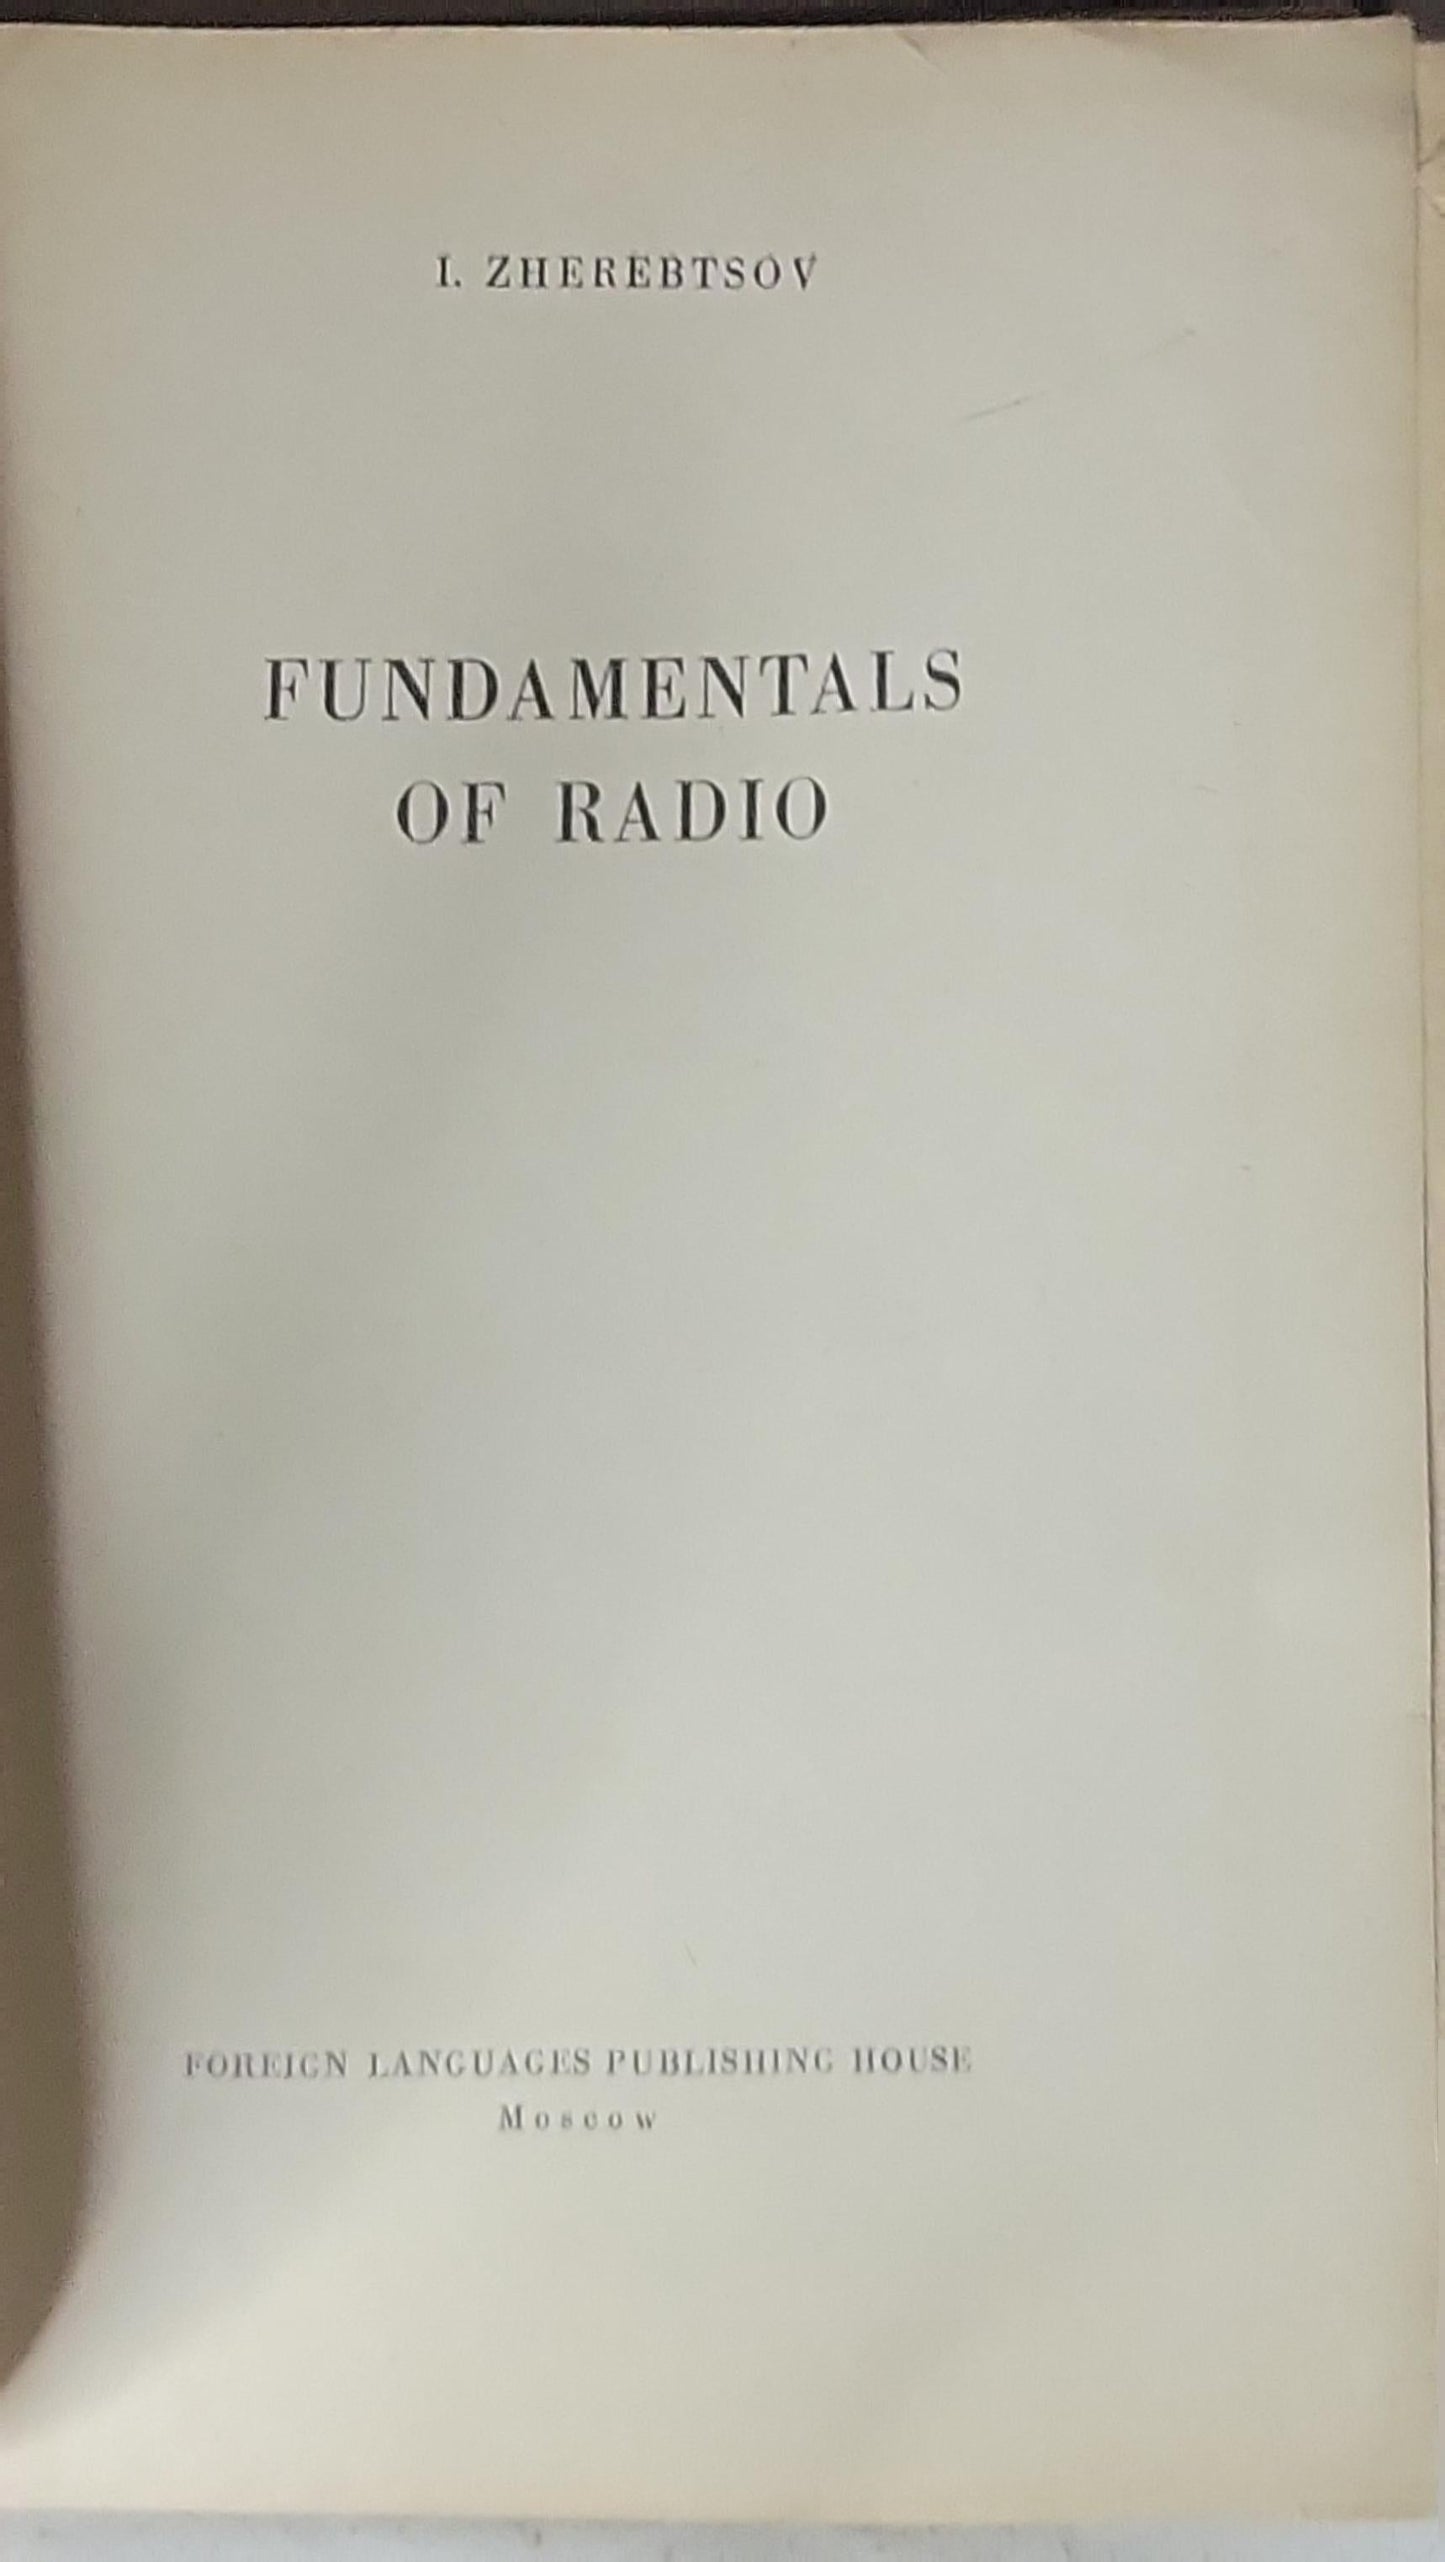 I. ZHEREBTSOV
FUNDAMENTALS
OF RADIO
FOREIGN LANGUAGES PUBLISHING HOUSE
Moscow